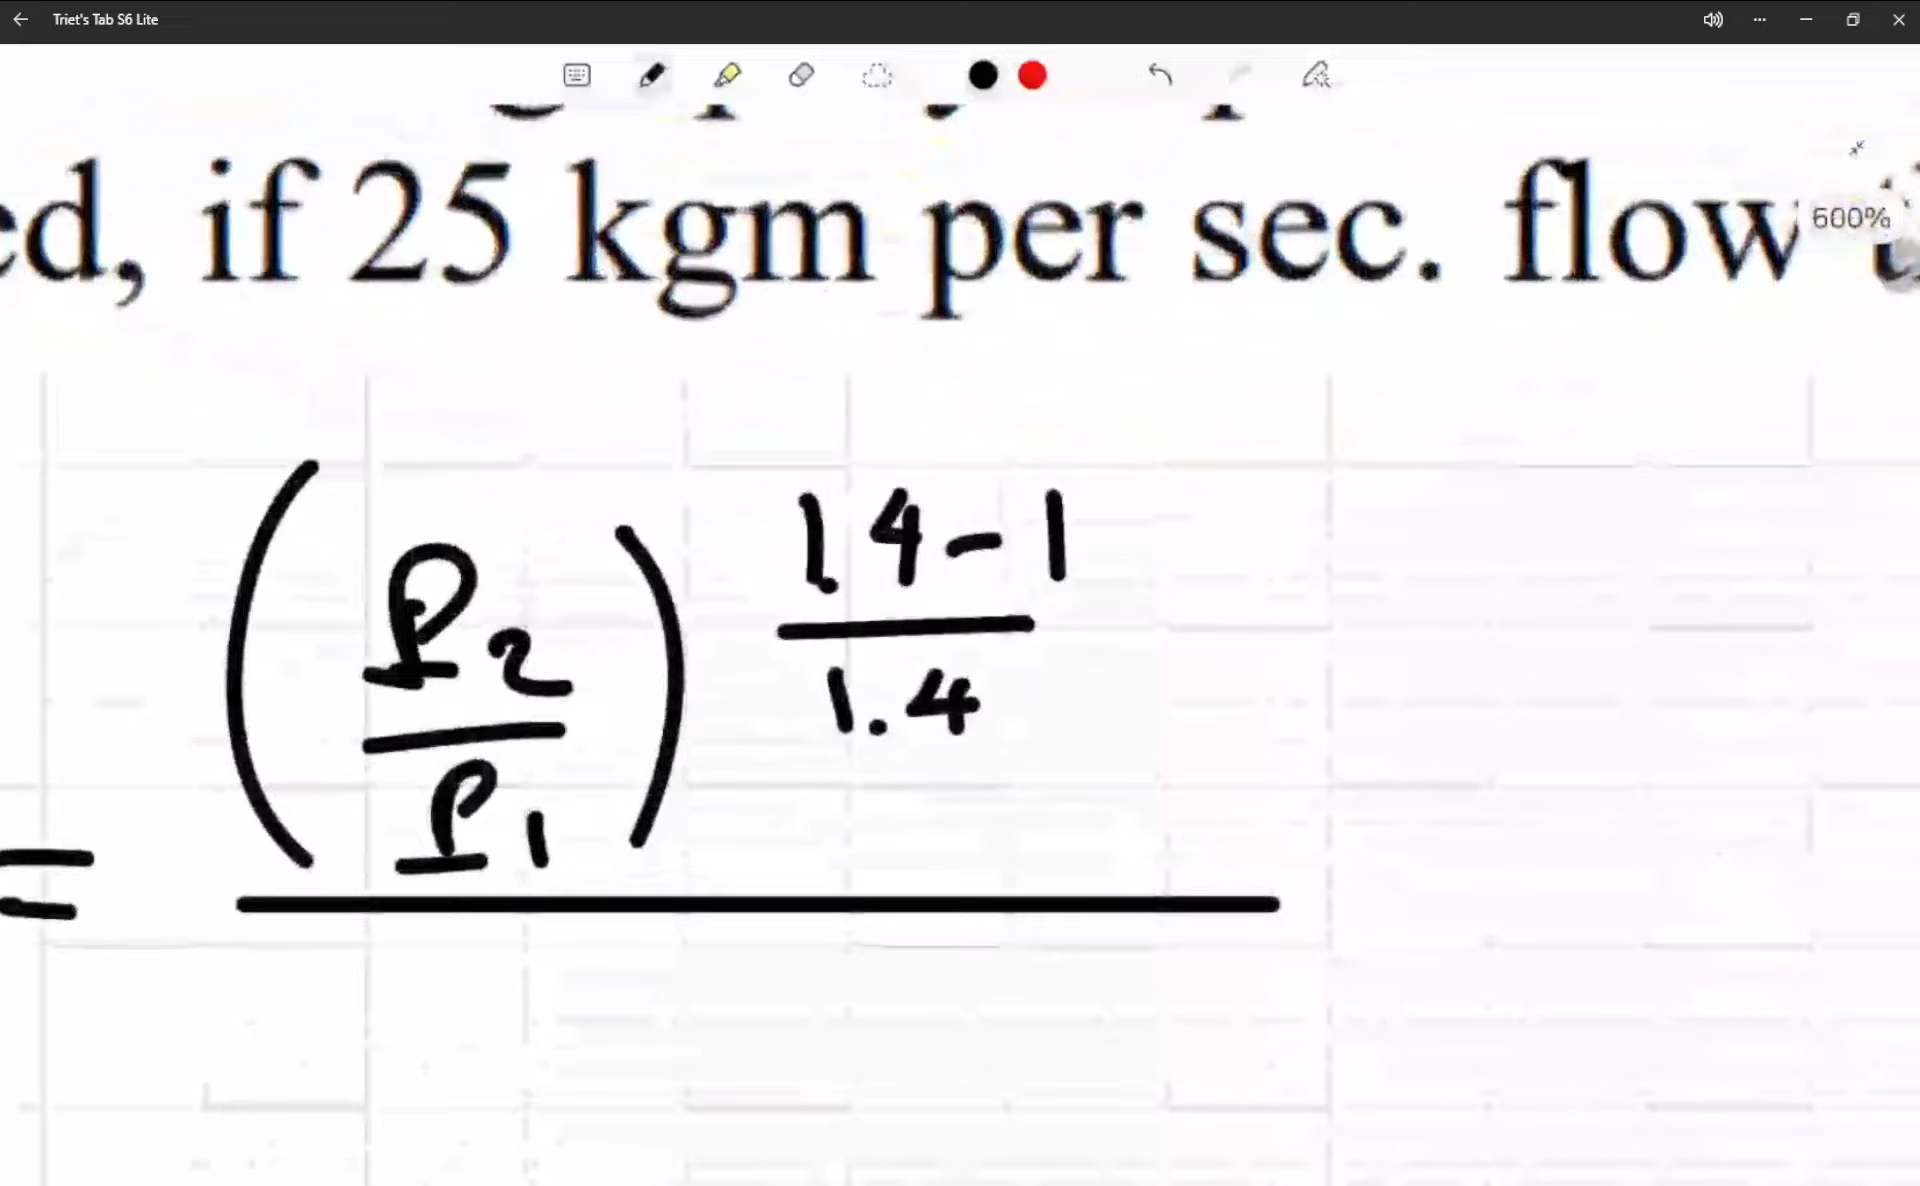 Triet's Tab S6 Lite
ed, if 25 kgm per sec. flow
600%
= (P2/P1)^((1.4-1)/1.4)